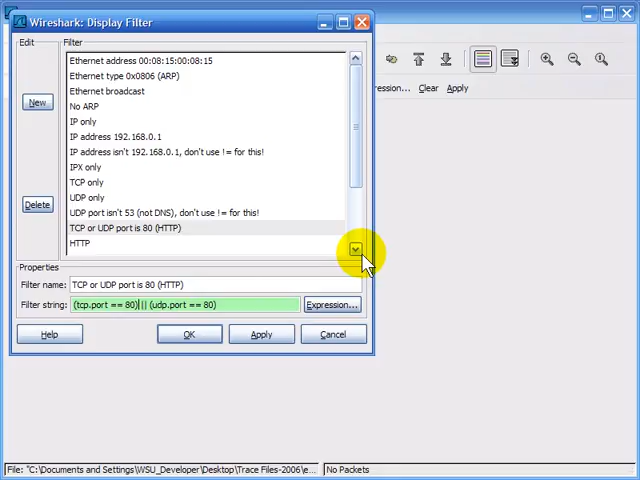 Wireshark: Display Filter
Edit
Filter
Ethernet address 00:08:15:00:08:15
Ethernet type 0x0806 (ARP)
Ethernet broadcast
No ARP
IP only
IP address 192.168.0.1
IP address isn't 192.168.0.1, don't use != for this!
IPX only
TCP only
UDP only
UDP port isn't 53 (not DNS), don't use != for this!
TCP or UDP port is 80 (HTTP)
HTTP
New
Delete
Properties
Filter name: TCP or UDP port is 80 (HTTP)
Filter string: (tcp.port == 80)|| (udp.port == 80) Expression...
Help OK Apply Cancel
ression... Clear Apply
File: "C:\Documents and Settings\WSU_Developer\Desktop\Trace Files-2006\e... No Packets